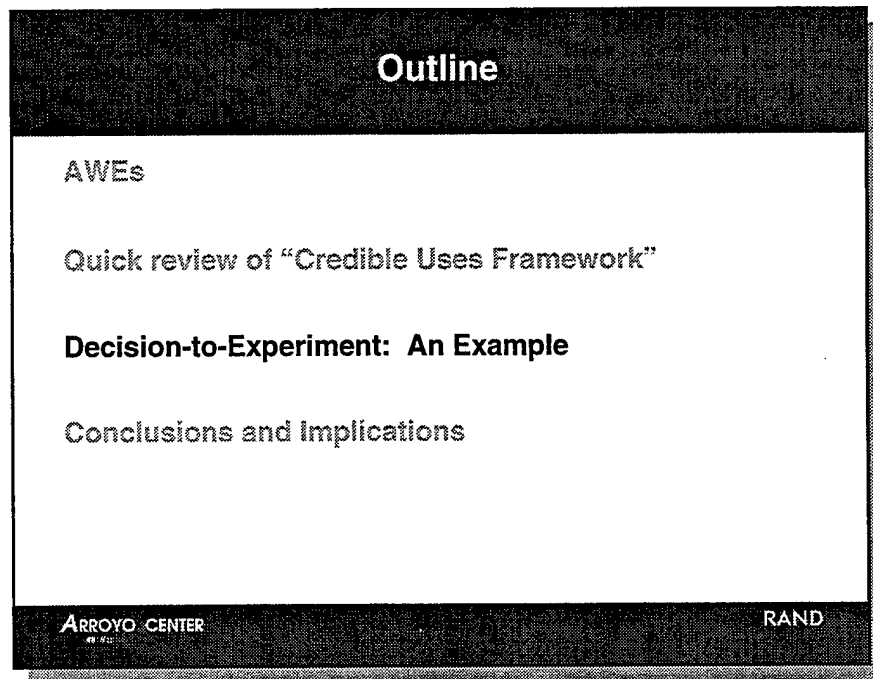 Outline
AWEs
Quick review of “Credible Uses Framework”
Decision-to-Experiment: An Example
Conclusions and Implications
ARROYO CENTER
RAND